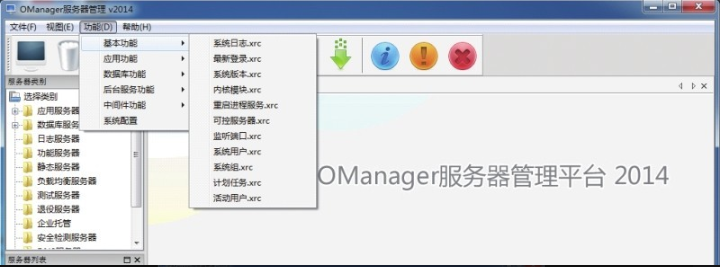 OManager服务器管理 v2014
文件(F) 视图(E) 功能(D) 帮助(H)
基本功能
应用功能
数据库功能
后台服务功能
中间件功能
系统配置
系统日志.xrc
最新登录.xrc
系统版本.xrc
内核模块.xrc
重启进程服务.xrc
可控服务器.xrc
监听端口.xrc
系统用户.xrc
系统组.xrc
计划任务.xrc
活动用户.xrc
服务器类别
选择类别
应用服务器
数据库服务
日志服务器
功能服务器
静态服务器
负载均衡服务器
测试服务器
退役服务器
企业托管
安全检测服务器
服务器列表
OManager服务器管理平台 2014